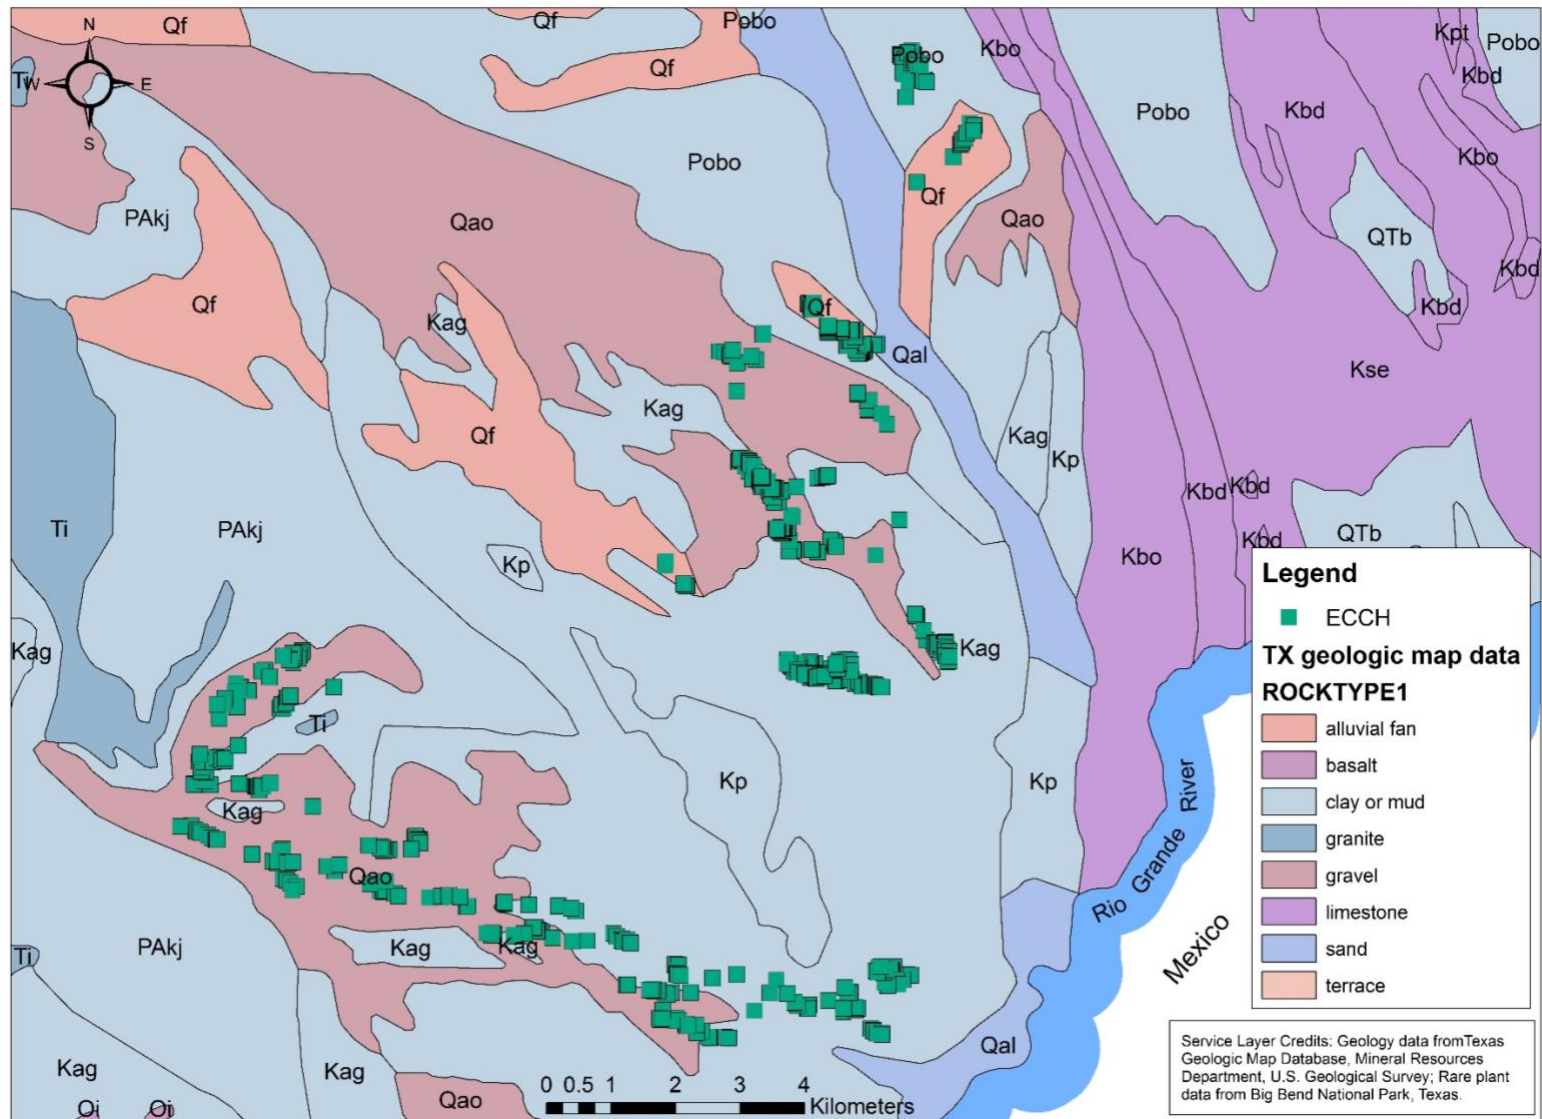 N
Qf
Qf
Pobo
Pobo
Kbo
Kpt
Pobo
Kbd
Ti
W
E
Qf
S
Pobo
Kbd
Pobo
Kbo
PAkj
Qao
Qf
Qao
QTb
Kbd
Qf
Kag
Qf
Kbd
Qal
Kse
Kag
Qf
Kag
Kp
Kbd
Kbd
Ti
PAkj
Kp
Kbo
Kbd
QTb
Kag
Kag
Ti
Kp
Kp
Kag
Qao
Rio Grande River
Mexico
PAkj
Kag
Kag
Ti
Qal
Kag
Kag
Qao
Oj
Oj
0 0.5 1 2 3 4
Kilometers
Legend
ECCH
TX geologic map data
ROCKTYPE1
alluvial fan
basalt
clay or mud
granite
gravel
limestone
sand
terrace
Service Layer Credits: Geology data fromTexas
Geologic Map Database, Mineral Resources
Department, U.S. Geological Survey; Rare plant
data from Big Bend National Park, Texas.